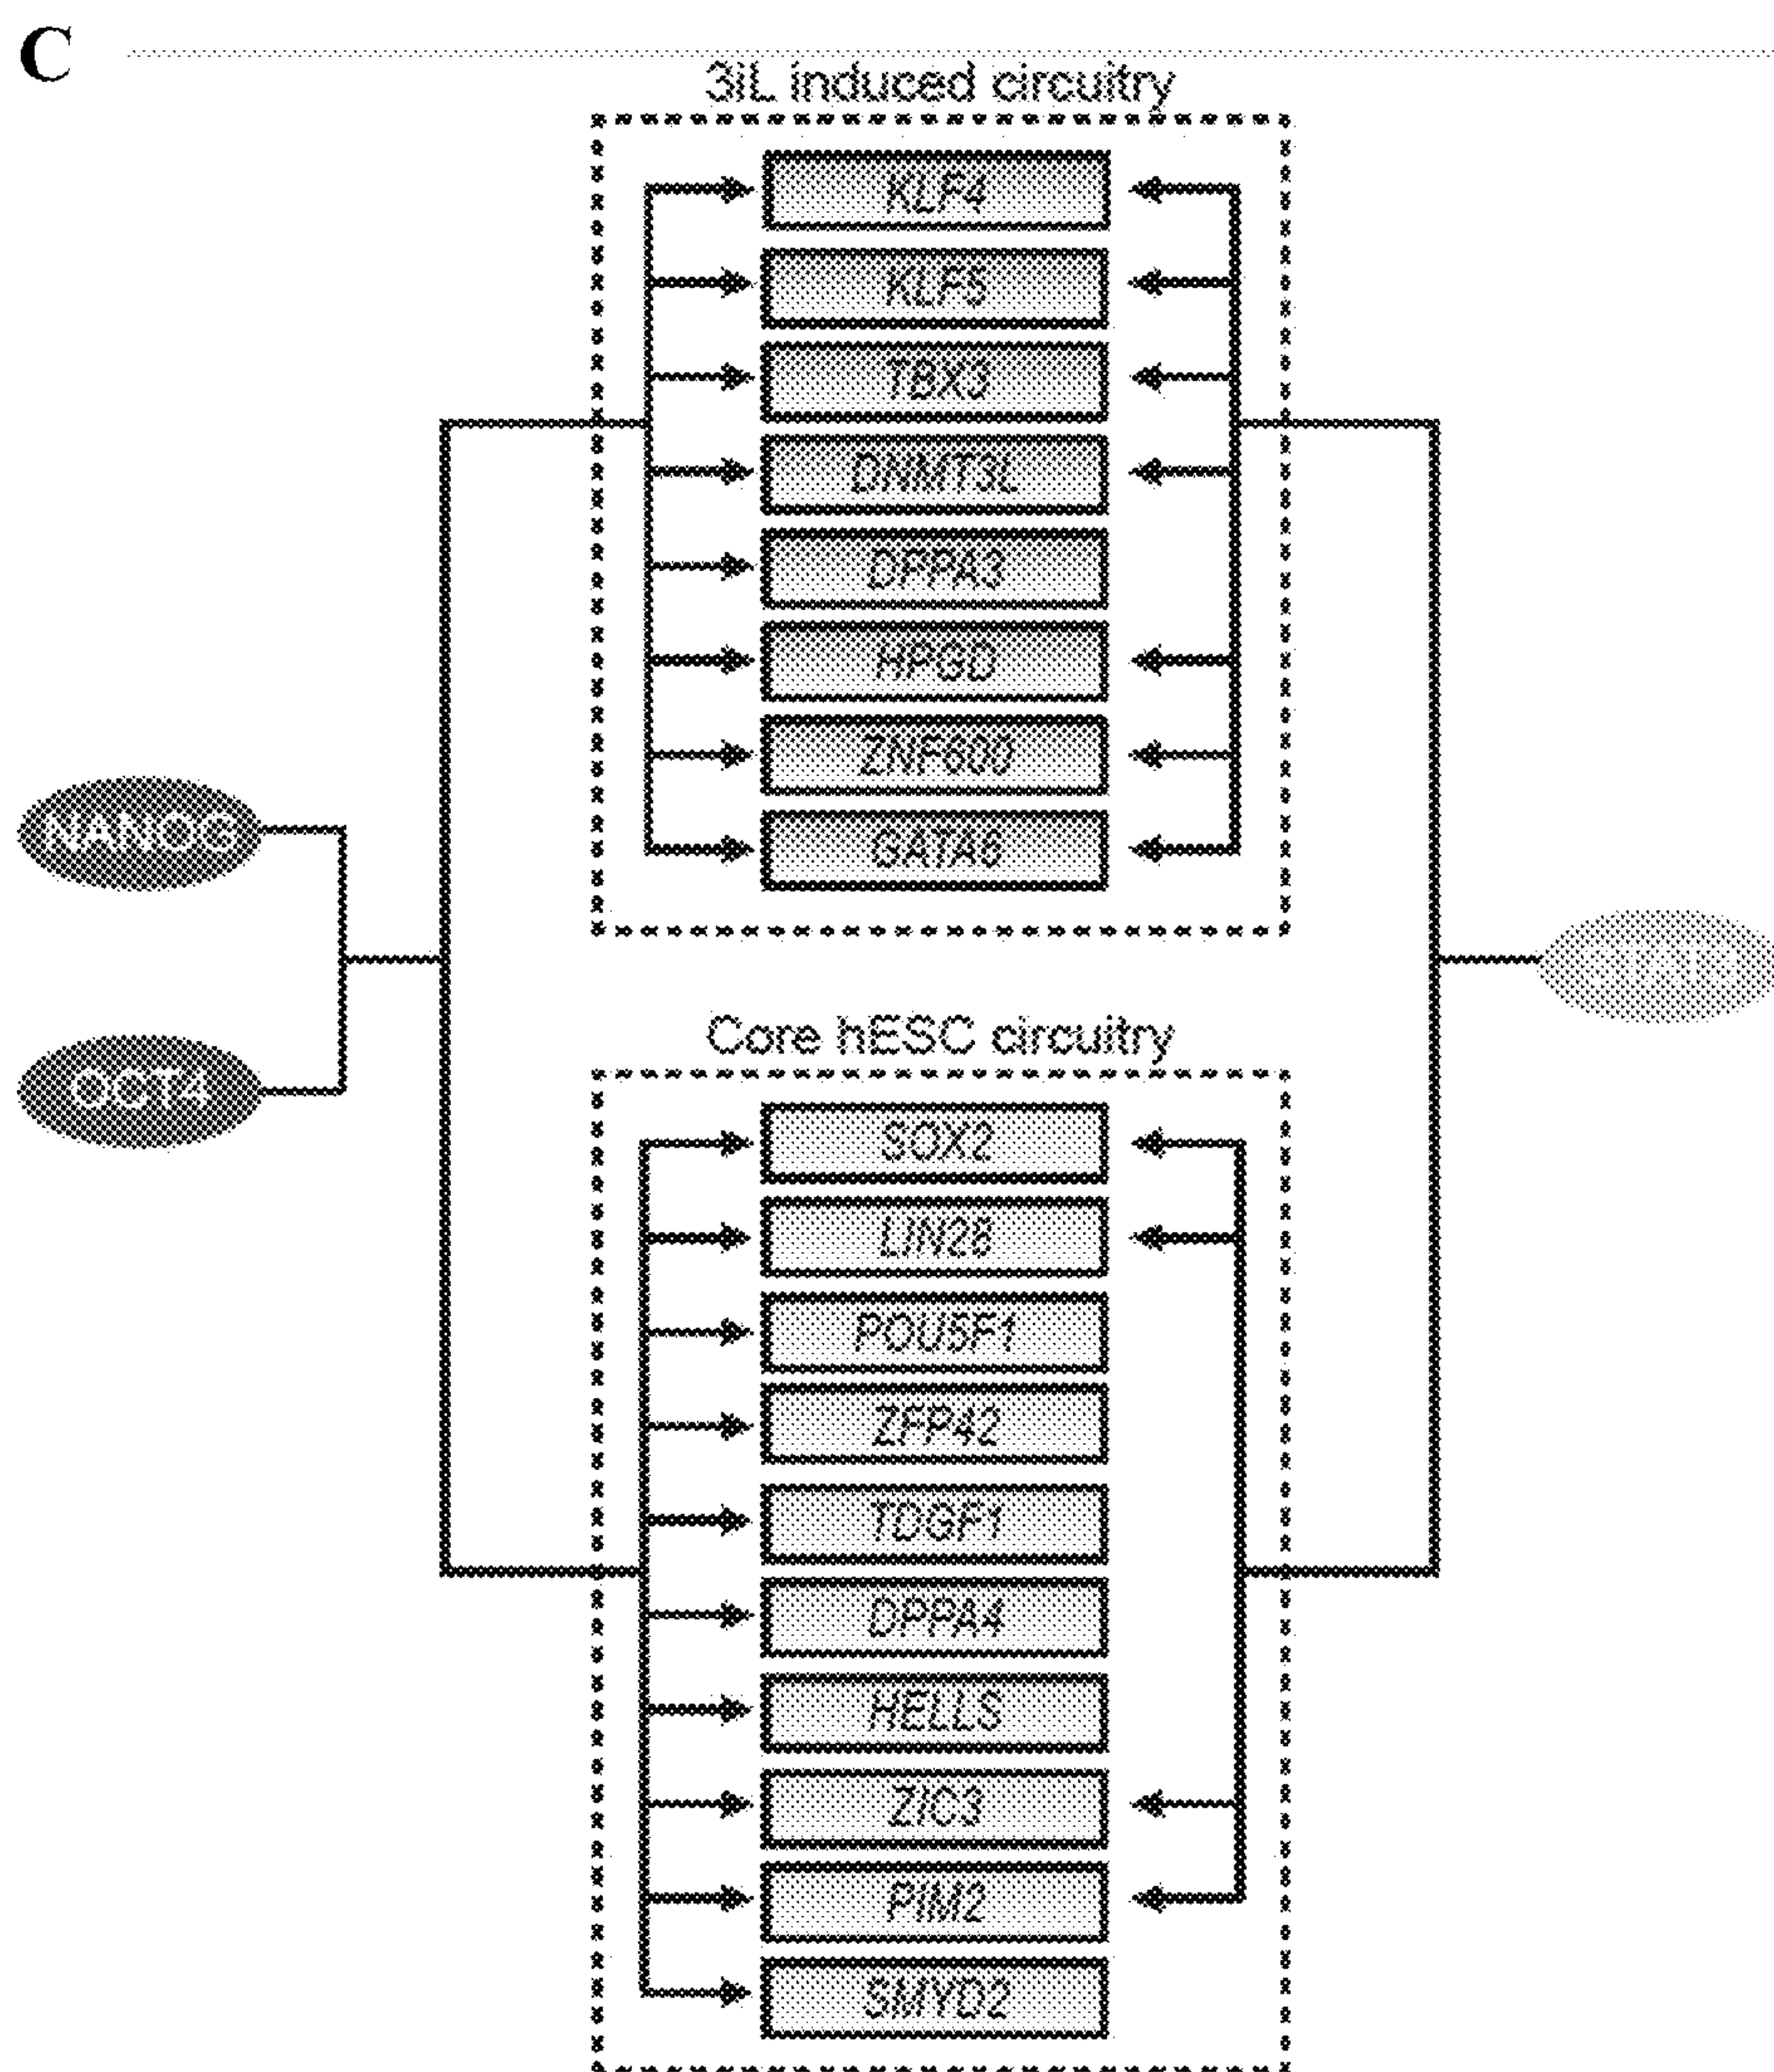 C
3iL induced circuitry
KLF4
KLF5
TBX3
DNMT3L
DPPA3
HPGD
ZNF600
GATA6
NANOG
OCT4
Core hESC circuitry
SOX2
LIN28
POU5F1
ZFP42
TDGF1
DPPA4
HELLS
ZIC3
PIM2
SMYD2